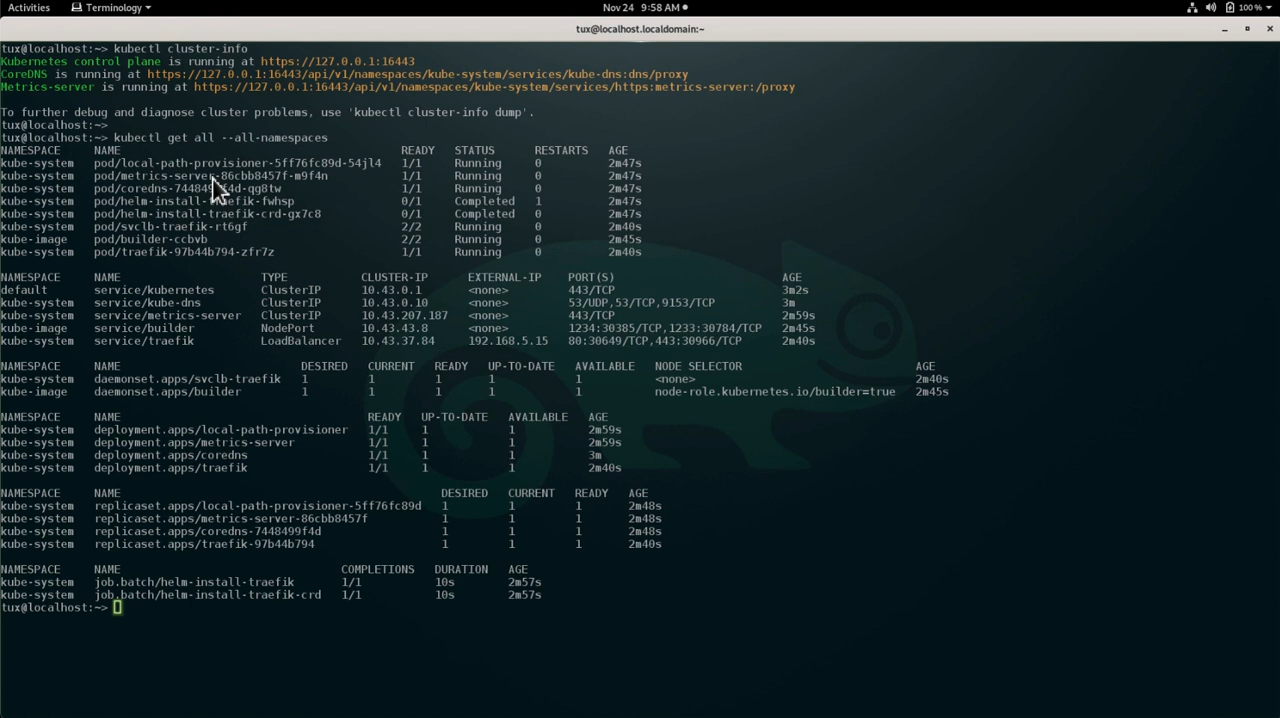 Activities Terminology Nov 24 9:58 AM 100 %
tux@localhost.localdomain:~
tux@localhost:~> kubectl cluster-info
Kubernetes control plane is running at https://127.0.0.1:16443
CoreDNS is running at https://127.0.0.1:16443/api/v1/namespaces/kube-system/services/kube-dns:dns/proxy
Metrics-server is running at https://127.0.0.1:16443/api/v1/namespaces/kube-system/services/https:metrics-server:/proxy
To further debug and diagnose cluster problems, use 'kubectl cluster-info dump'.
tux@localhost:~>
tux@localhost:~> kubectl get all --all-namespaces
NAMESPACE NAME READY STATUS RESTARTS AGE
kube-system pod/local-path-provisioner-5ff76fc89d-54jl4 1/1 Running 0 2m47s
kube-system pod/metrics-server-86cbb8457f-m9f4n 1/1 Running 0 2m47s
kube-system pod/coredns-7448499f4d-qg8tw 1/1 Running 0 2m47s
kube-system pod/helm-install-traefik-fwhsp 0/1 Completed 1 2m47s
kube-system pod/helm-install-traefik-crd-gx7c8 0/1 Completed 0 2m47s
kube-system pod/svclb-traefik-rt6gf 2/2 Running 0 2m40s
kube-image pod/builder-ccbvb 2/2 Running 0 2m45s
kube-system pod/traefik-97b44b794-zfr7z 1/1 Running 0 2m40s
NAMESPACE NAME TYPE CLUSTER-IP EXTERNAL-IP PORT(S) AGE
default service/kubernetes ClusterIP 10.43.0.1 <none> 443/TCP 3m2s
kube-system service/kube-dns ClusterIP 10.43.0.10 <none> 53/UDP,53/TCP,9153/TCP 3m
kube-system service/metrics-server ClusterIP 10.43.207.187 <none> 443/TCP 2m59s
kube-image service/builder NodePort 10.43.43.8 <none> 1234:30385/TCP,1233:30784/TCP 2m45s
kube-system service/traefik LoadBalancer 10.43.37.84 192.168.5.15 80:30649/TCP,443:30966/TCP 2m40s
NAMESPACE NAME DESIRED CURRENT READY UP-TO-DATE AVAILABLE NODE SELECTOR AGE
kube-system daemonset.apps/svclb-traefik 1 1 1 1 1 <none> 2m40s
kube-image daemonset.apps/builder 1 1 1 1 1 node-role.kubernetes.io/builder=true 2m45s
NAMESPACE NAME READY UP-TO-DATE AVAILABLE AGE
kube-system deployment.apps/local-path-provisioner 1/1 1 1 2m59s
kube-system deployment.apps/metrics-server 1/1 1 1 2m59s
kube-system deployment.apps/coredns 1/1 1 1 3m
kube-system deployment.apps/traefik 1/1 1 1 2m40s
NAMESPACE NAME DESIRED CURRENT READY AGE
kube-system replicaset.apps/local-path-provisioner-5ff76fc89d 1 1 1 2m48s
kube-system replicaset.apps/metrics-server-86cbb8457f 1 1 1 2m48s
kube-system replicaset.apps/coredns-7448499f4d 1 1 1 2m48s
kube-system replicaset.apps/traefik-97b44b794 1 1 1 2m40s
NAMESPACE NAME COMPLETIONS DURATION AGE
kube-system job.batch/helm-install-traefik 1/1 10s 2m57s
kube-system job.batch/helm-install-traefik-crd 1/1 10s 2m57s
tux@localhost:~>